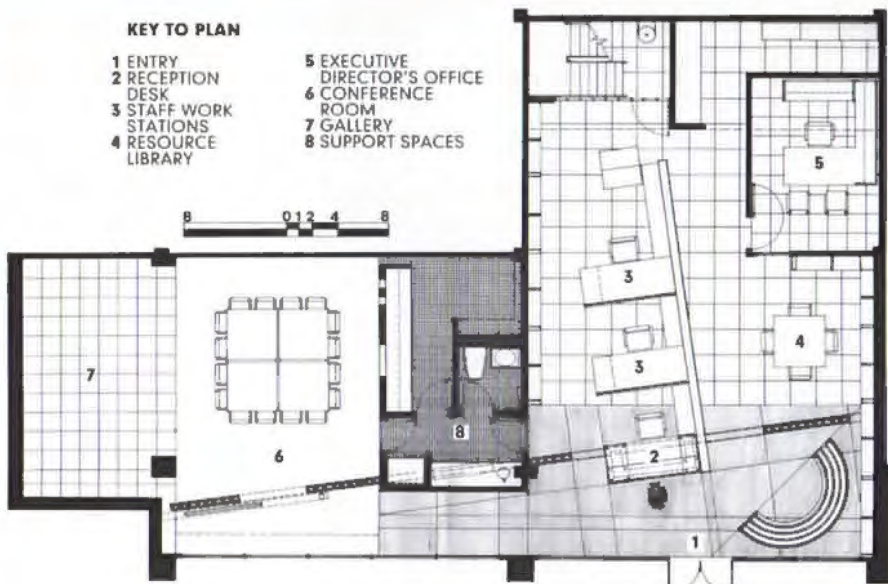 KEY TO PLAN
1 ENTRY
2 RECEPTION
DESK
3 STAFF WORK
STATIONS
4 RESOURCE
LIBRARY
5 EXECUTIVE
DIRECTOR'S OFFICE
6 CONFERENCE
ROOM
7 GALLERY
8 SUPPORT SPACES
8 0 1 2 4 8
5
3
4
3
7
8
2
6
1